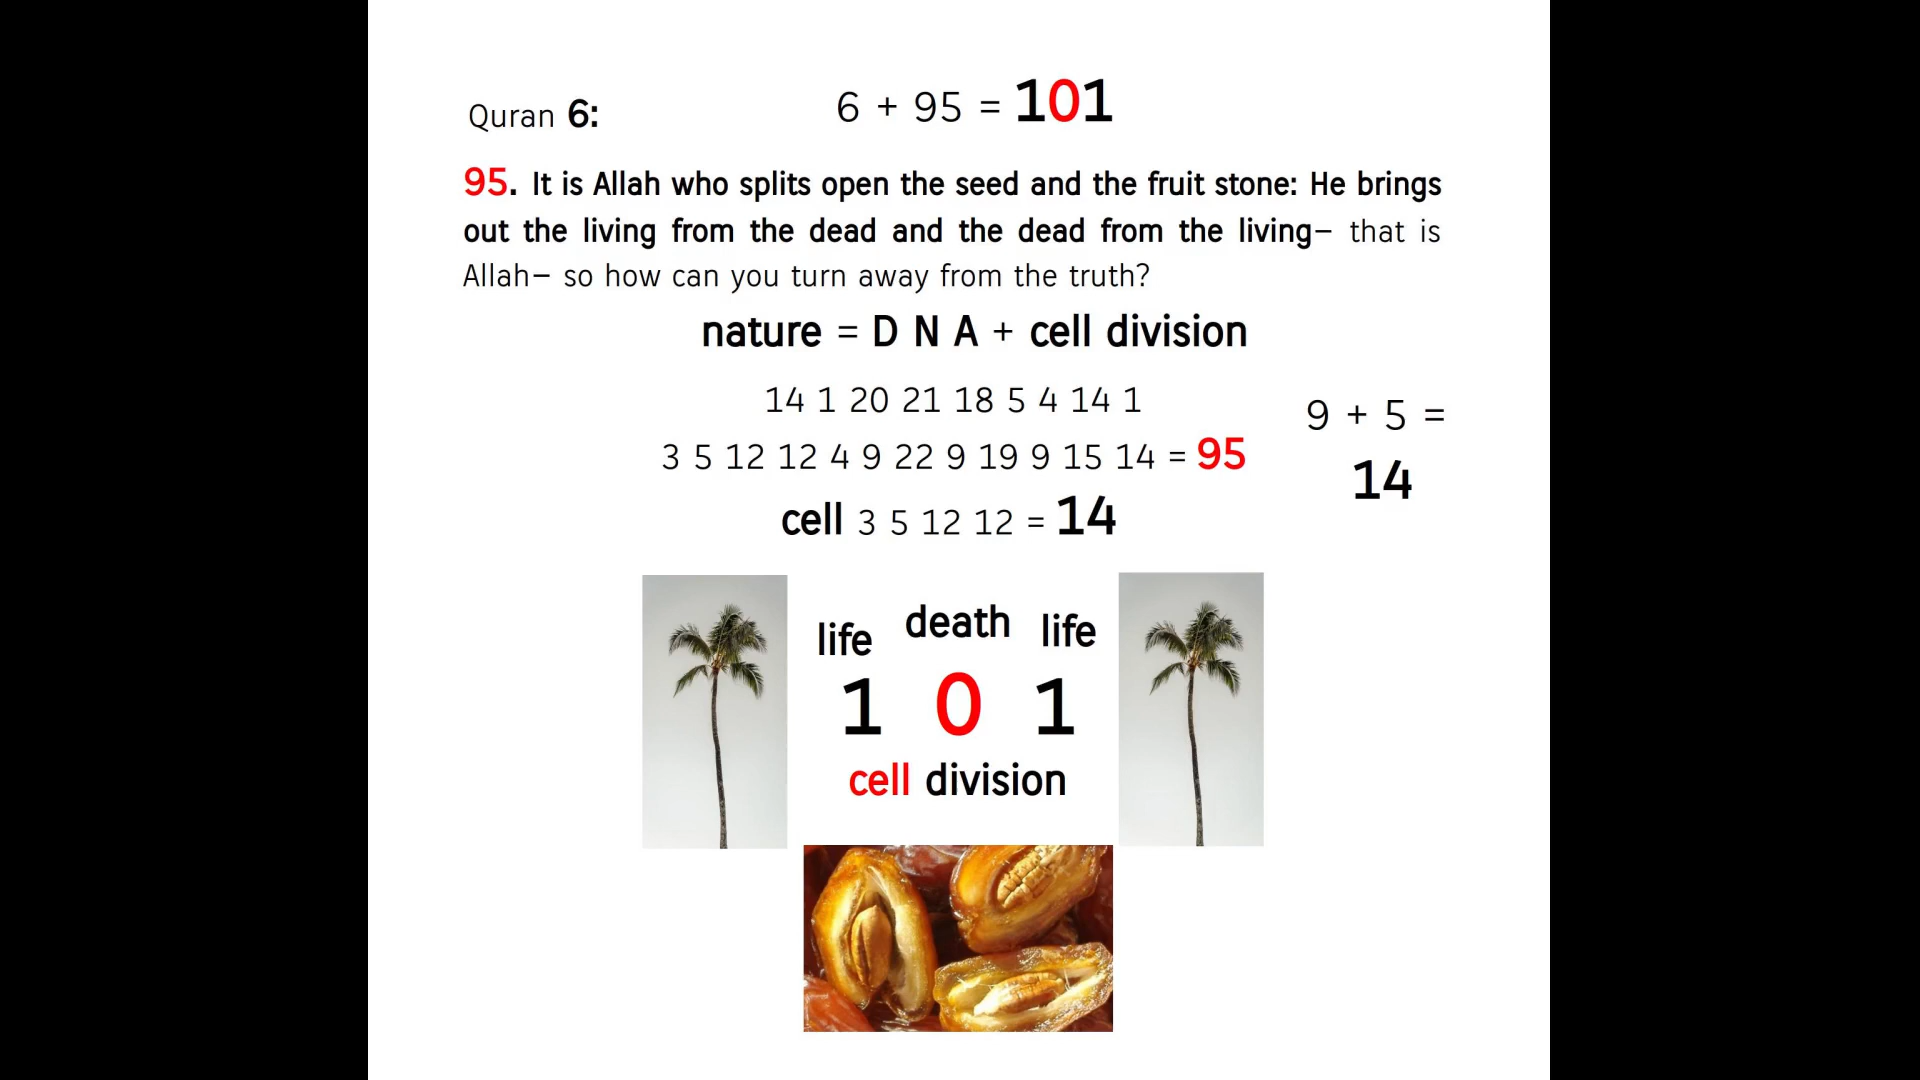 Quran 6:
6 + 95 = 101
95. It is Allah who splits open the seed and the fruit stone: He brings
out the living from the dead and the dead from the living– that is
Allah– so how can you turn away from the truth?
nature = D N A + cell division
14 1 20 21 18 5 4 14 1
3 5 12 12 4 9 22 9 19 9 15 14 = 95
9 + 5 =
14
cell 3 5 12 12 = 14
life death life
1 0 1
cell division